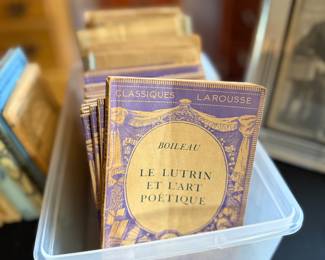 CLASSIQUES LAROUSSE
BOILEAU
LE LUTRIN
ET L'ART
POÉTIQUE